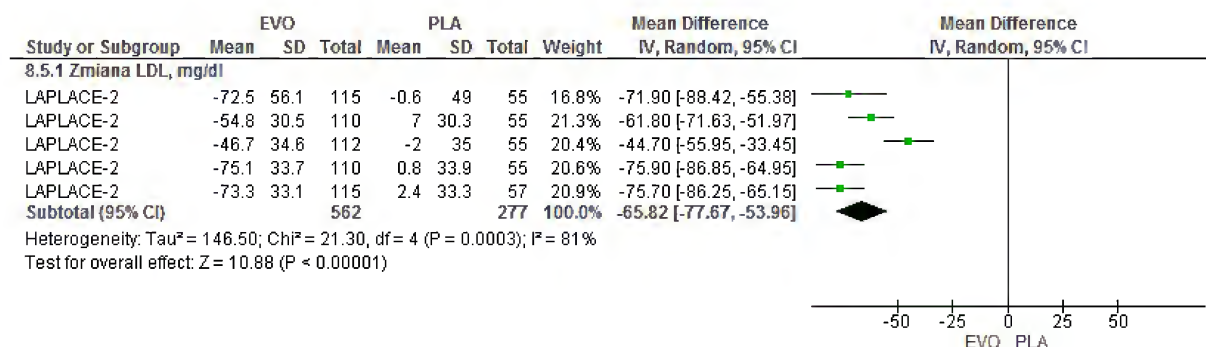 EVO PLA Mean Difference Mean Difference
Study or Subgroup Mean SD Total Mean SD Total Weight IV, Random, 95% CI IV, Random, 95% CI
8.5.1 Zmiana LDL, mg/dl
LAPLACE-2 -72.5 56.1 115 -0.6 49 55 16.8% -71.90 [-88.42, -55.38]
LAPLACE-2 -54.8 30.5 110 7 30.3 55 21.3% -61.80 [-71.63, -51.97]
LAPLACE-2 -46.7 34.6 112 -2 35 55 20.4% -44.70 [-55.95, -33.45]
LAPLACE-2 -75.1 33.7 110 0.8 33.9 55 20.6% -75.90 [-86.85, -64.95]
LAPLACE-2 -73.3 33.1 115 2.4 33.3 57 20.9% -75.70 [-86.25, -65.15]
Subtotal (95% CI) 562 277 100.0% -65.82 [-77.67, -53.96]
Heterogeneity: Tau² = 146.50; Chi² = 21.30, df = 4 (P = 0.0003); I² = 81%
Test for overall effect: Z = 10.88 (P < 0.00001)
-50 -25 0 25 50
EVO PLA